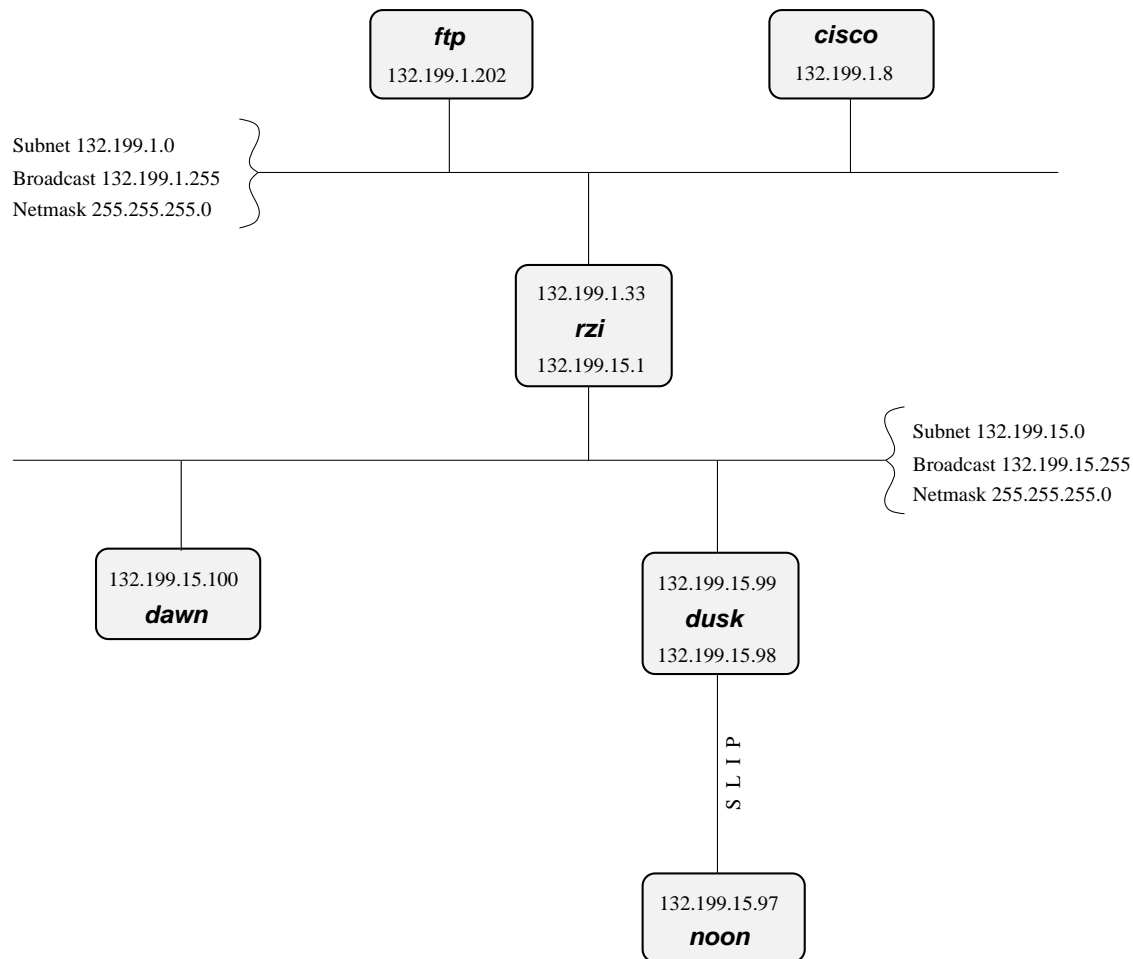 ftp
132.199.1.202
cisco
132.199.1.8
Subnet 132.199.1.0
Broadcast 132.199.1.255
Netmask 255.255.255.0
132.199.1.33
rzi
132.199.15.1
Subnet 132.199.15.0
Broadcast 132.199.15.255
Netmask 255.255.255.0
132.199.15.100
dawn
132.199.15.99
dusk
132.199.15.98
SLIP
132.199.15.97
noon